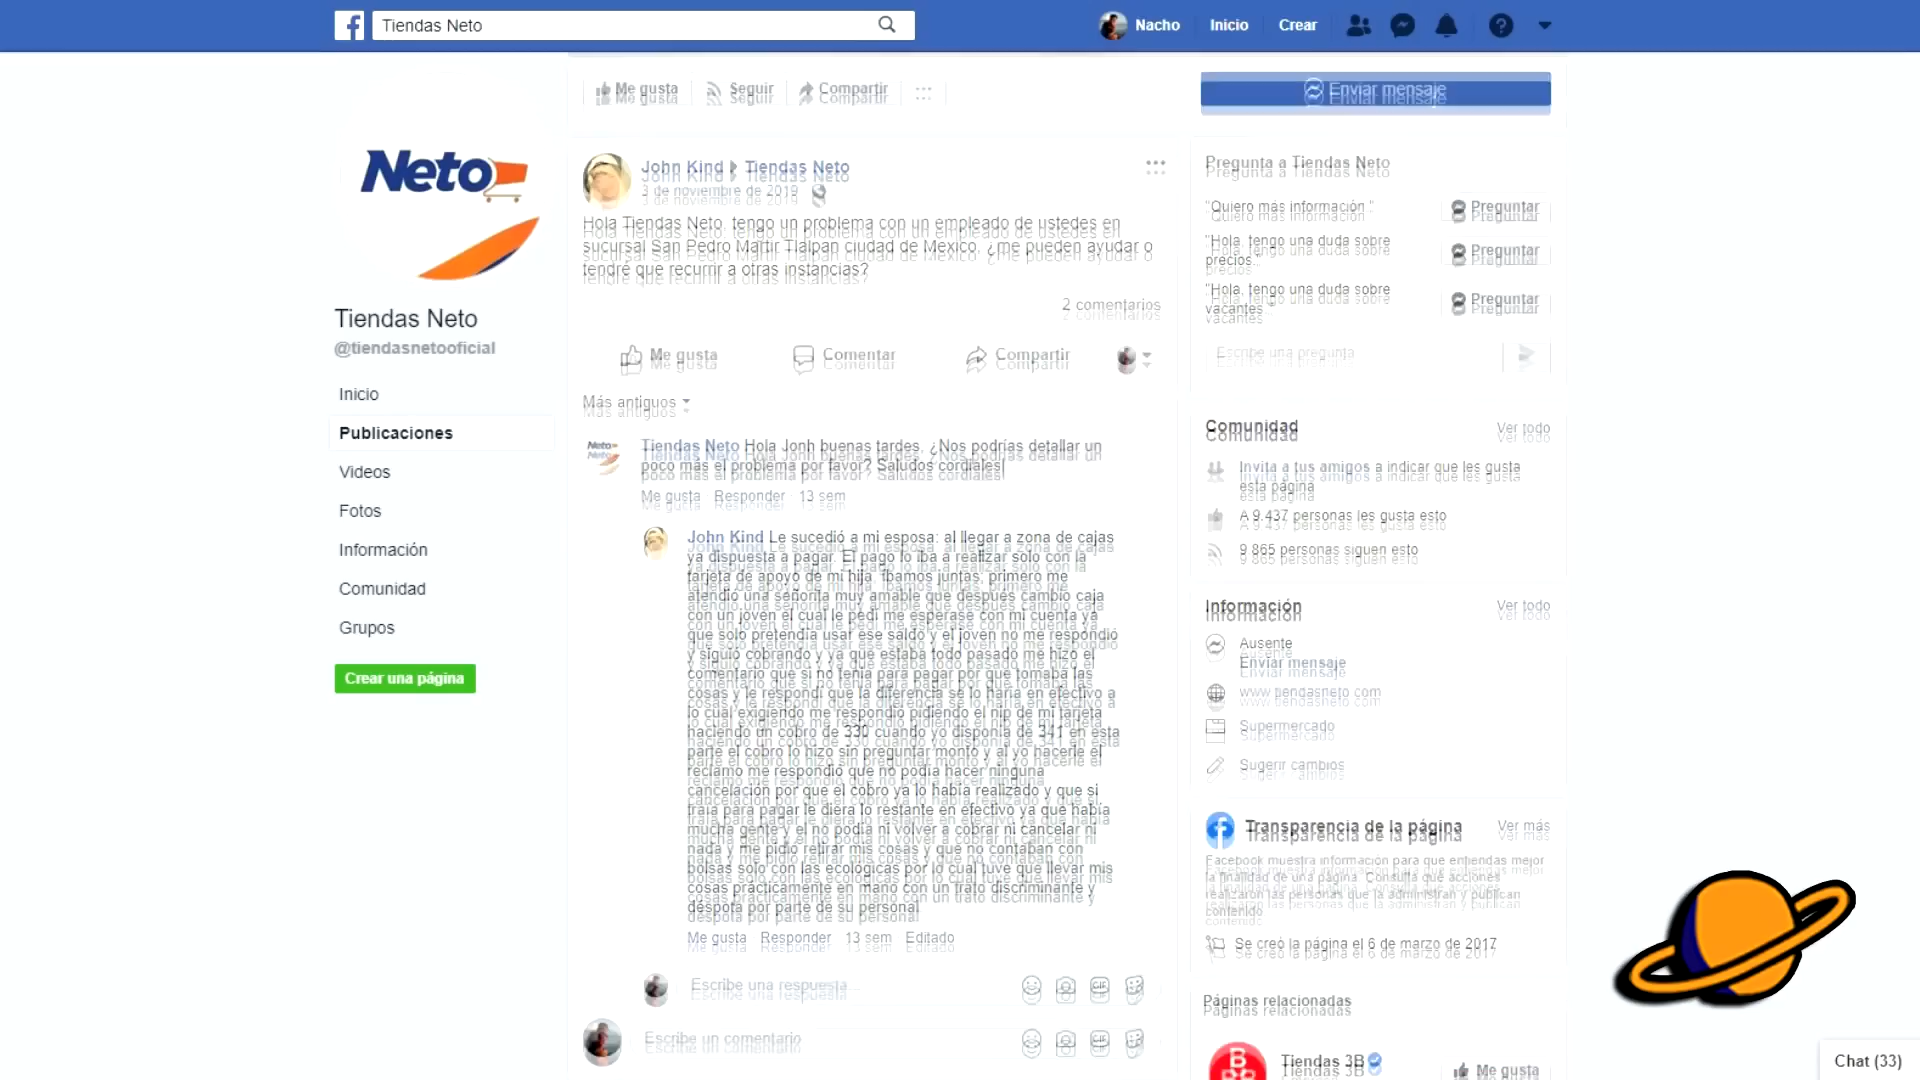 Tiendas Neto
Nacho
Inicio
Crear
Me gusta
Seguir
Compartir
Enviar mensaje
Neto
Tiendas Neto
@tiendasnetooficial
Inicio
Publicaciones
Videos
Fotos
Información
Comunidad
Grupos
Crear una página
John Kind Tiendas Neto
3 de noviembre de 2019
Hola Tiendas Neto, tengo un problema con un empleado de ustedes en
sucursal San Pedro Mártir Tlalpan ciudad de México, ¿me pueden ayudar o
tendré que recurrir a otras instancias?
2 comentarios
Me gusta
Comentar
Compartir
Más antiguos
Tiendas Neto Hola Jonh buenas tardes, ¿Nos podrías detallar un
poco más el problema por favor? Saludos cordiales!
Me gusta · Responder · 13 sem
John Kind Le sucedió a mi esposa: al llegar a zona de cajas
ya dispuesta a pagar. El pago lo iba a realizar solo con la
tarjeta de apoyo de mi hija. Íbamos juntas, primero me
atendió una señorita muy amable que después cambio caja
con un joven el cual le pedí me esperase con mi cuenta ya
que solo pretendía usar ese saldo y el joven no me respondió
y siguió cobrando y ya que estaba todo pasado me hizo el
comentario que si no tenía para pagar por que tomaba las
cosas y le respondí que la diferencia se lo haría en efectivo a
lo cual exigiendo me respondió pidiendo el nip de mi tarjeta
haciendo un cobro de 330 cuando yo disponía de 341 en esta
parte el cobro lo hizo sin preguntar monto y al yo hacerle el
reclamo me respondió que no podía hacer ninguna
cancelación por que el cobro ya lo había realizado y que si
traía para pagar le diera lo restante en efectivo ya que había
mucha gente y el no podía ni volver a cobrar ni cancelar ni
nada y me pidió retirar mis cosas y que no contaban con
bolsas solo con las ecológicas por lo cual tuve que llevar mis
cosas prácticamente en mano con un trato discriminante y
déspota por parte de su personal
Me gusta · Responder · 13 sem · Editado
Escribe una respuesta...
GIF
Escribe un comentario
GIF
Pregunta a Tiendas Neto
"Quiero más información."
Preguntar
"Hola, tengo una duda sobre
precios."
Preguntar
"Hola, tengo una duda sobre
vacantes."
Preguntar
Escribe una pregunta
Comunidad
Ver todo
Invita a tus amigos a indicar que les gusta
esta página
A 9.437 personas les gusta esto
9.865 personas siguen esto
Información
Ver todo
Ausente
Enviar mensaje
www.tiendasneto.com
Supermercado
Sugerir cambios
Transparencia de la página
Ver más
Facebook muestra información para que entiendas mejor
la finalidad de una página. Consulta qué acciones
realizaron las personas que la administran y publican
contenido.
Se creó la página el 6 de marzo de 2017
Páginas relacionadas
Tiendas 3B
Me gusta
Chat (33)